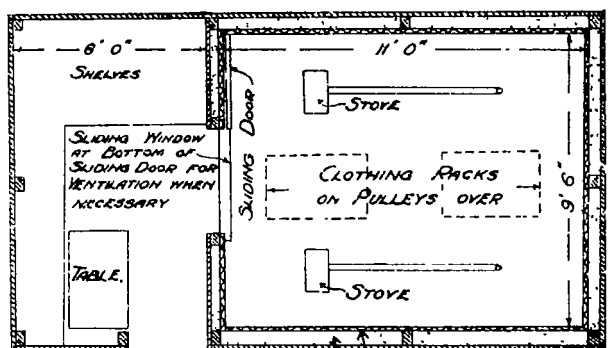 6' 0"
11' 0"
SHELVES
STOVE
SLIDING DOOR
SLIDING WINDOW
AT BOTTOM OF
SLIDING DOOR FOR
VENTILATION WHEN
NECESSARY
CLOTHING RACKS
ON PULLEYS OVER
9' 6"
TABLE.
STOVE